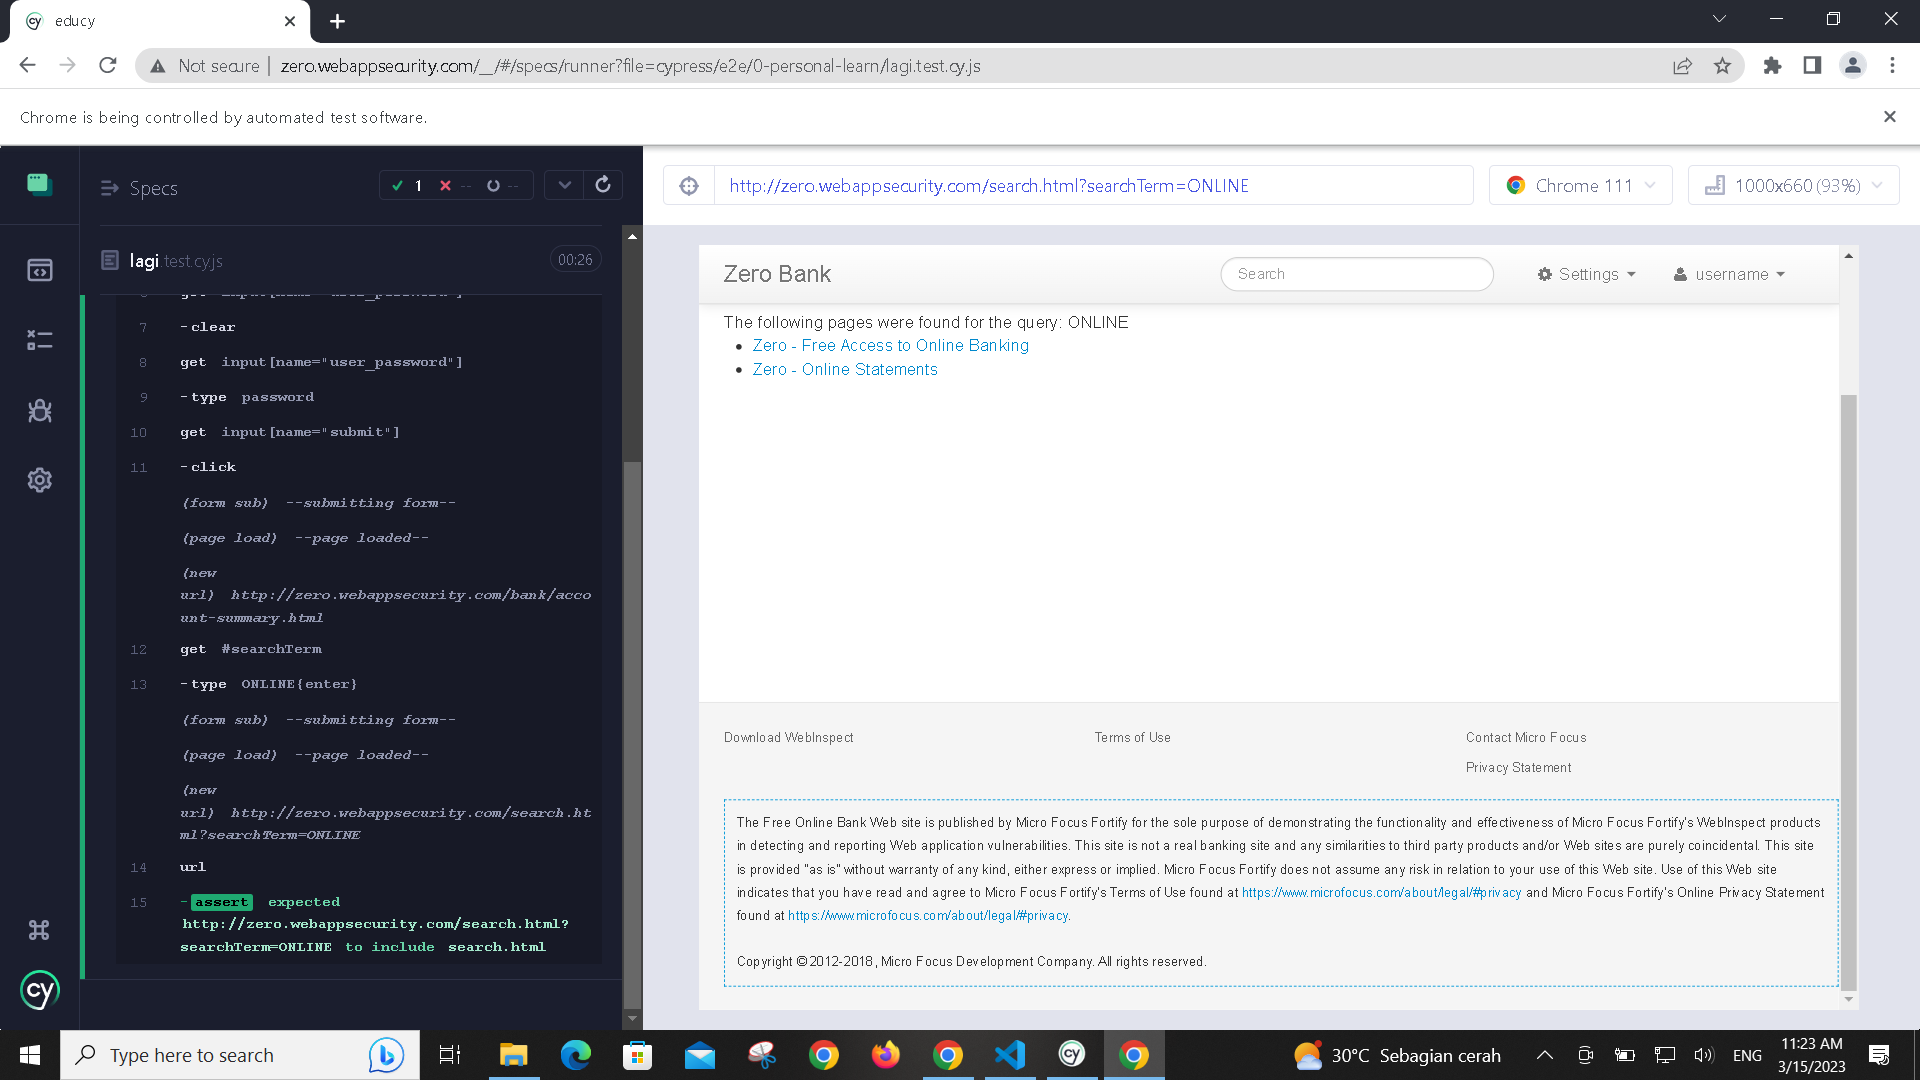 educy
Not secure | zero.webappsecurity.com/__/#/specs/runner?file=cypress/e2e/0-personal-learn/lagi.test.cy.js
Chrome is being controlled by automated test software.
Specs
1 -- --
lagi.test.cy.js 00:26
7 -clear
8 get input[name="user_password"]
9 -type password
10 get input[name="submit"]
11 -click
(form sub) --submitting form--
(page load) --page loaded--
(new
url) http://zero.webappsecurity.com/bank/acco
unt-summary.html
12 get #searchTerm
13 -type ONLINE{enter}
(form sub) --submitting form--
(page load) --page loaded--
(new
url) http://zero.webappsecurity.com/search.ht
ml?searchTerm=ONLINE
14 url
15 -assert expected
http://zero.webappsecurity.com/search.html?
searchTerm=ONLINE to include search.html
cy
http://zero.webappsecurity.com/search.html?searchTerm=ONLINE
Chrome 111
1000x660 (93%)
Zero Bank
Search
Settings
username
The following pages were found for the query: ONLINE
• Zero - Free Access to Online Banking
• Zero - Online Statements
Download WebInspect
Terms of Use
Contact Micro Focus
Privacy Statement
The Free Online Bank Web site is published by Micro Focus Fortify for the sole purpose of demonstrating the functionality and effectiveness of Micro Focus Fortify's WebInspect products
in detecting and reporting Web application vulnerabilities. This site is not a real banking site and any similarities to third party products and/or Web sites are purely coincidental. This site
is provided "as is" without warranty of any kind, either express or implied. Micro Focus Fortify does not assume any risk in relation to your use of this Web site. Use of this Web site
indicates that you have read and agree to Micro Focus Fortify's Terms of Use found at https://www.microfocus.com/about/legal/#privacy and Micro Focus Fortify's Online Privacy Statement
found at https://www.microfocus.com/about/legal/#privacy.
Copyright © 2012-2018, Micro Focus Development Company. All rights reserved.
Type here to search
30°C Sebagian cerah
ENG
11:23 AM
3/15/2023